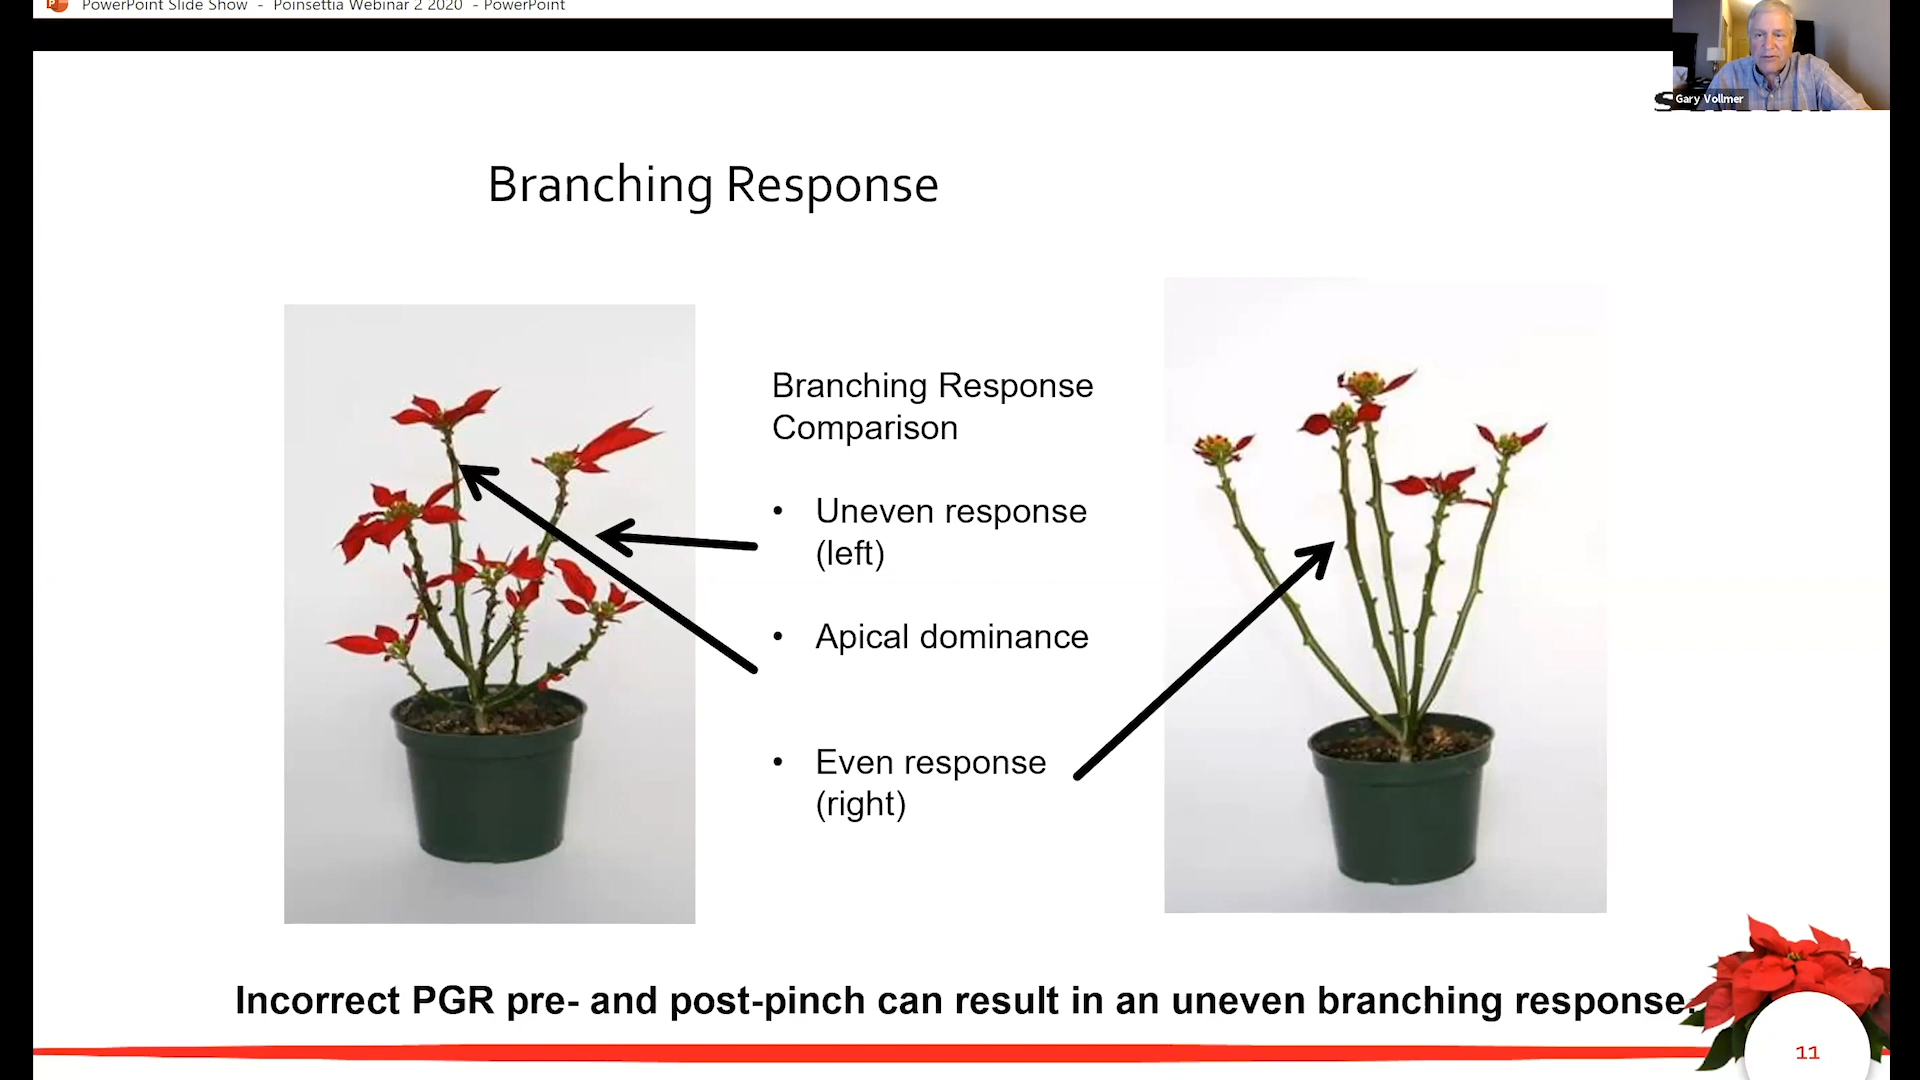 PowerPoint Slide Show - Poinsettia Webinar 2 2020 - PowerPoint
Gary Vollmer
Branching Response
Branching Response
Comparison
• Uneven response
(left)
• Apical dominance
• Even response
(right)
Incorrect PGR pre- and post-pinch can result in an uneven branching response.
11